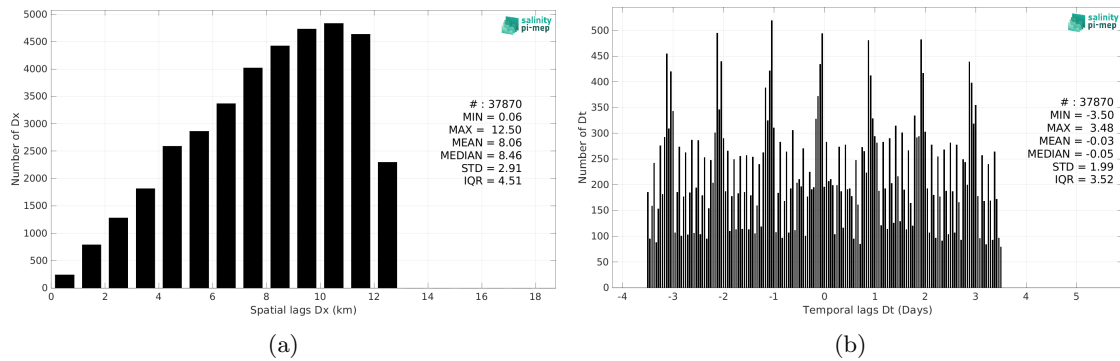 5000
4500
4000
3500
3000
2500
2000
1500
1000
500
0
Number of Dx
0 2 4 6 8 10 12 14 16 18
Spatial lags Dx (km)
salinity
pi-mep
# : 37870
MIN = 0.06
MAX = 12.50
MEAN = 8.06
MEDIAN = 8.46
STD = 2.91
IQR = 4.51
(a)
500
450
400
350
300
250
200
150
100
50
0
Number of Dt
-4 -3 -2 -1 0 1 2 3 4 5
Temporal lags Dt (Days)
salinity
pi-mep
# : 37870
MIN = -3.50
MAX = 3.48
MEAN = -0.03
MEDIAN = -0.05
STD = 1.99
IQR = 3.52
(b)